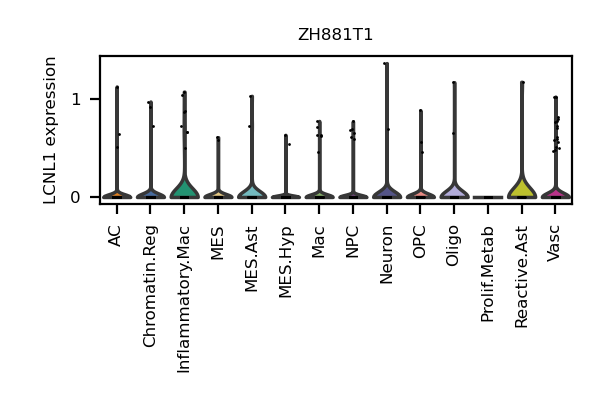 ZH881T1
LCNL1 expression
1
0
AC
Chromatin.Reg
Inflammatory.Mac
MES
MES.Ast
MES.Hyp
Mac
NPC
Neuron
OPC
Oligo
Prolif.Metab
Reactive.Ast
Vasc